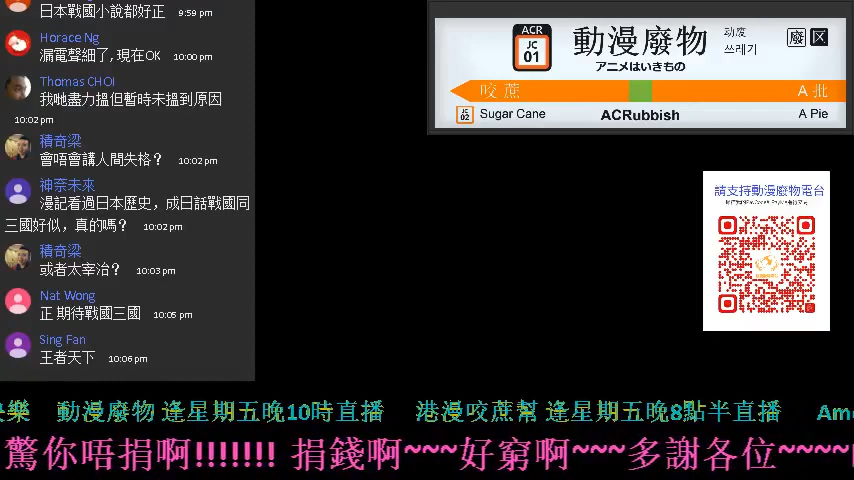 日本戰國小說都好正 9:59 pm
Horace Ng
漏電聲細了, 現在OK 10:00 pm
Thomas CHOI
我哋盡力搵但暫時未搵到原因
10:02 pm
積奇梁
會唔會講人間失格？ 10:02 pm
神奈未來
漫記看過日本歷史，成日話戰國同
三國好似，真的嗎？ 10:02 pm
積奇梁
或者太宰治？ 10:03 pm
Nat Wong
正 期待戰國三國 10:05 pm
Sing Fan
王者天下 10:06 pm
ACR
JC
01
動漫廢物
アニメはいきもの
动废
쓰레기
廢 区
咬蔗
A 批
JC
02
Sugar Cane
ACRubbish
A Pie
請支持動漫廢物電台
樂 動漫廢物 逢星期五晚10時直播 港漫咬蔗幫 逢星期五晚8點半直播 Am
驚你唔捐啊!!!!!!! 捐錢啊~~~好窮啊~~~多謝各位~~~~